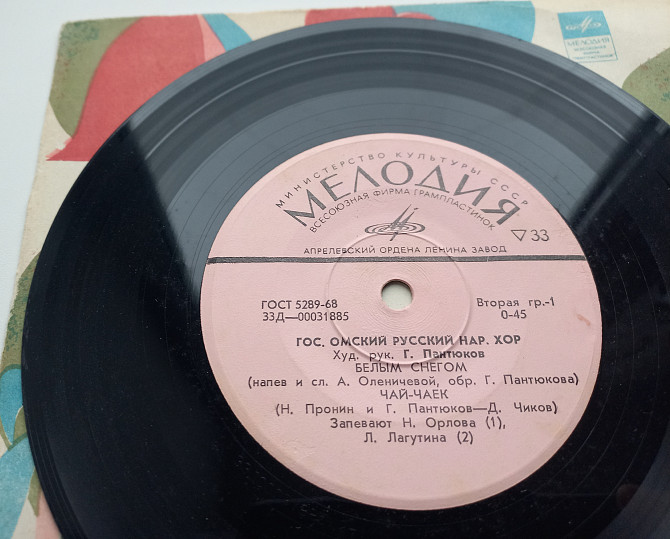 МЕЛОДИЯ
МИНИСТЕРСТВО КУЛЬТУРЫ СССР
МЕЛОДИЯ
ВСЕСОЮЗНАЯ ФИРМА ГРАМПЛАСТИНОК
33
АПРЕЛЕВСКИЙ ОРДЕНА ЛЕНИНА ЗАВОД
ГОСТ 5289-68 Вторая гр.-1
33Д—00031885 0-45
ГОС. ОМСКИЙ РУССКИЙ НАР. ХОР
Худ. рук. Г. Пантюков
БЕЛЫМ СНЕГОМ
(напев и сл. А. Оленичевой, обр. Г. Пантюкова)
ЧАЙ-ЧАЕК
(Н. Пронин и Г. Пантюков—Д. Чиков)
Запевают Н. Орлова (1),
Л. Лагутина (2)